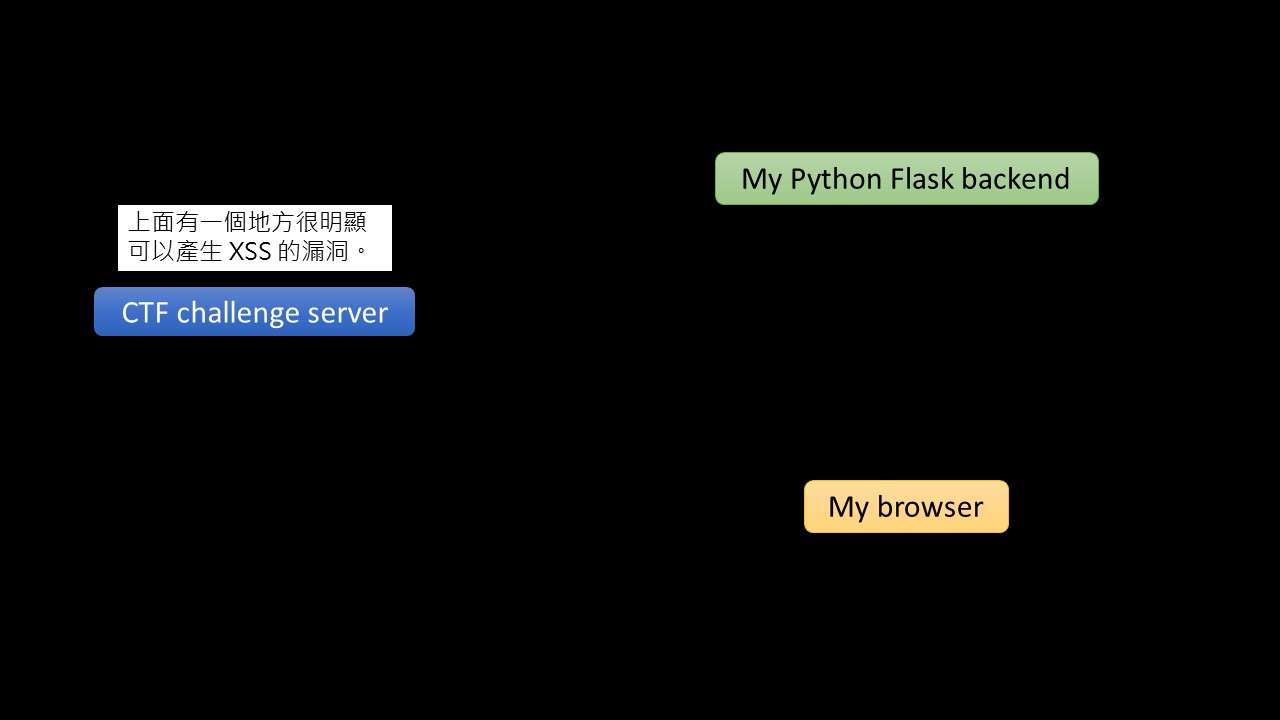 My Python Flask backend
上面有一個地方很明顯
可以產生 XSS 的漏洞。
CTF challenge server
My browser